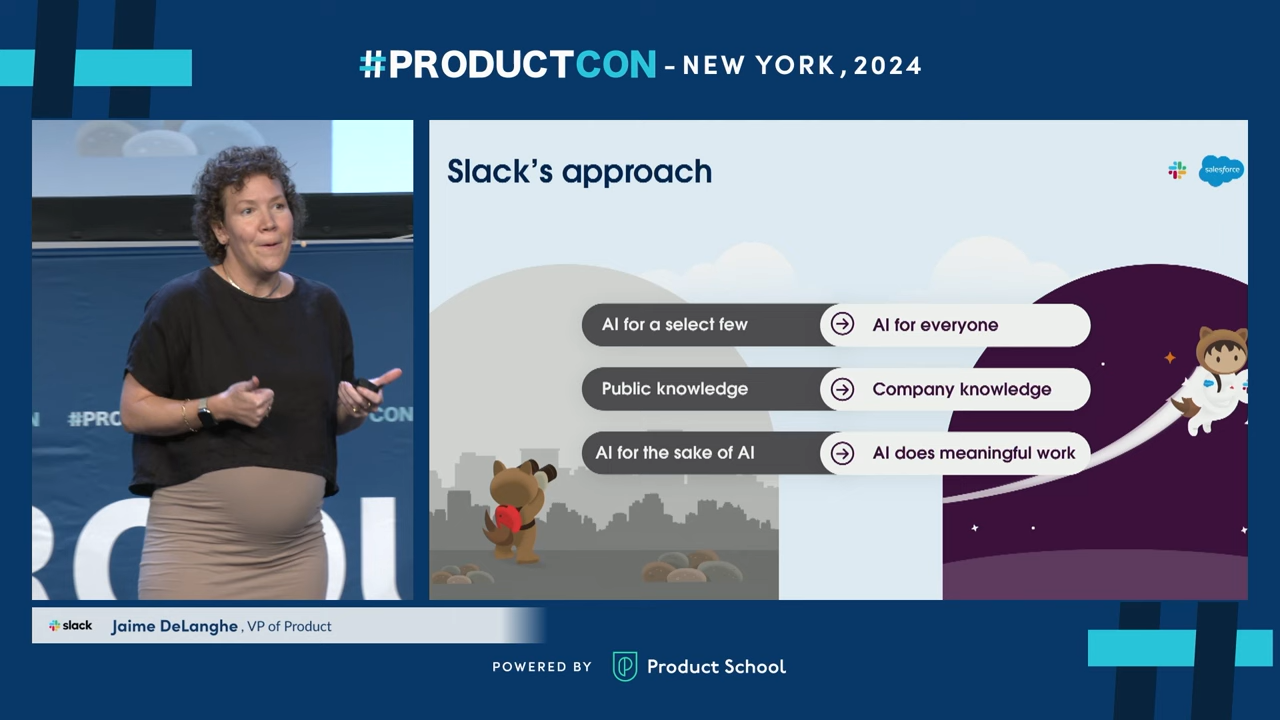 #PRODUCTCON - NEW YORK, 2024
Slack's approach
salesforce
AI for a select few
AI for everyone
Public knowledge
Company knowledge
AI for the sake of AI
AI does meaningful work
N #PRO CON
ROU
slack Jaime DeLanghe, VP of Product
POWERED BY Product School